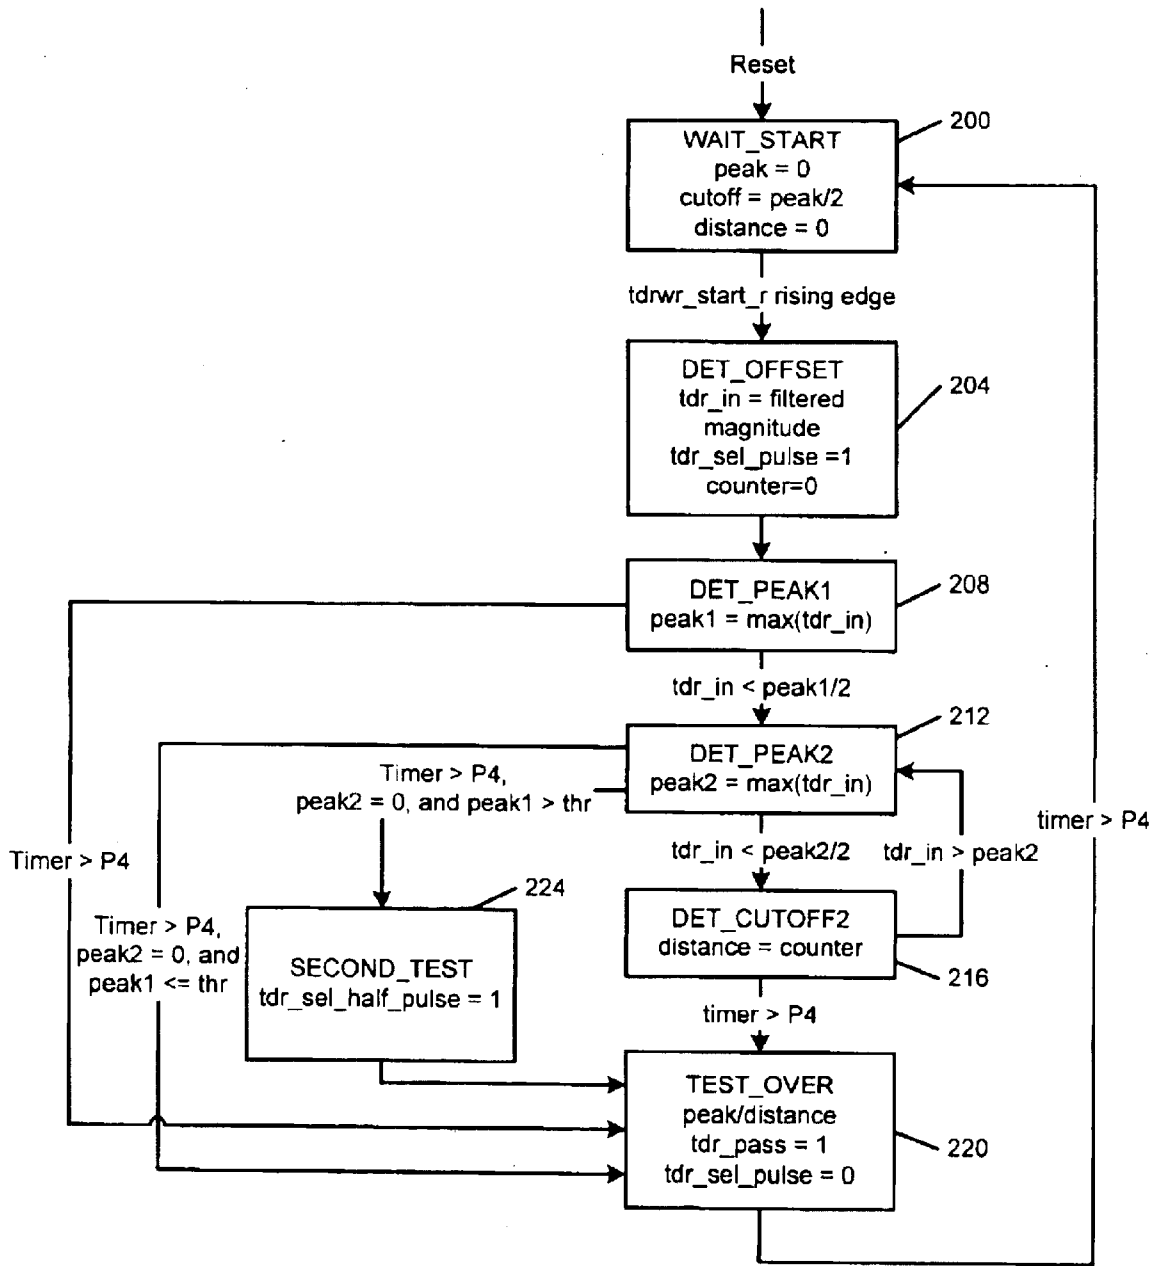 Reset
200
WAIT_START
peak = 0
cutoff = peak/2
distance = 0
tdrwr_start_r rising edge
DET_OFFSET
tdr_in = filtered
magnitude
tdr_sel_pulse =1
counter=0
204
DET_PEAK1
peak1 = max(tdr_in)
208
tdr_in < peak1/2
212
DET_PEAK2
peak2 = max(tdr_in)
Timer > P4,
peak2 = 0, and peak1 > thr
timer > P4
Timer > P4
tdr_in < peak2/2
tdr_in > peak2
224
Timer > P4,
peak2 = 0, and
peak1 <= thr
SECOND_TEST
tdr_sel_half_pulse = 1
DET_CUTOFF2
distance = counter
216
timer > P4
TEST_OVER
peak/distance
tdr_pass = 1
tdr_sel_pulse = 0
220